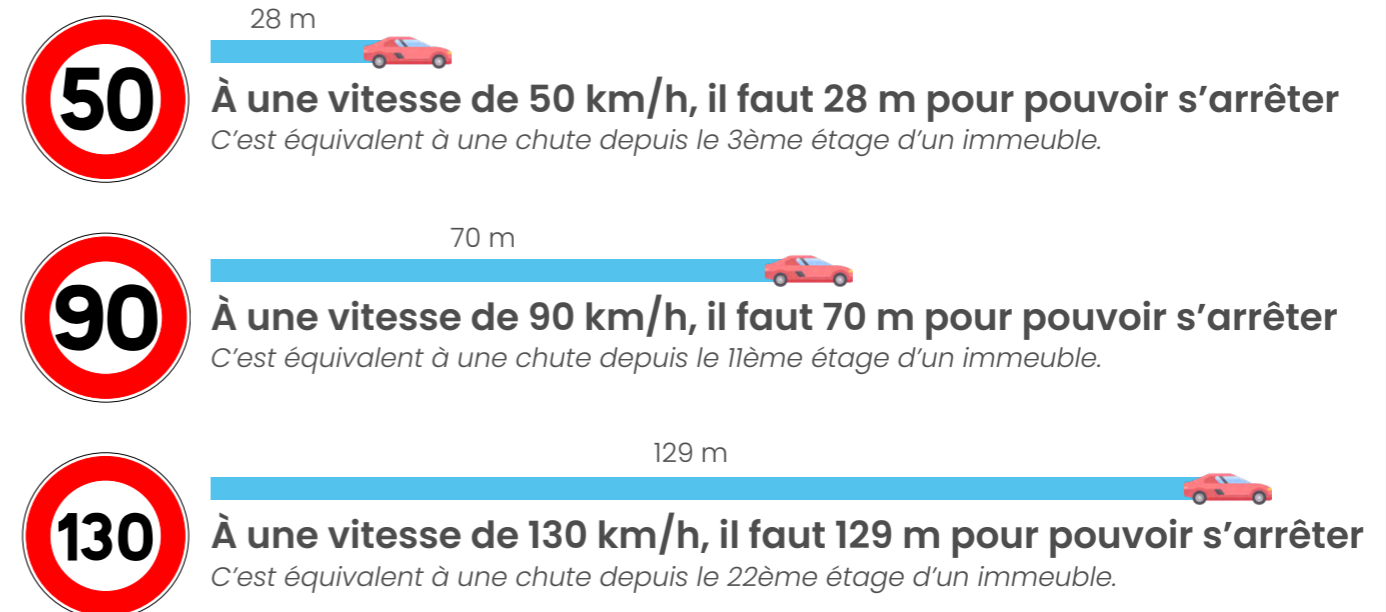 28 m
50
À une vitesse de 50 km/h, il faut 28 m pour pouvoir s’arrêter
C’est équivalent à une chute depuis le 3ème étage d’un immeuble.
70 m
90
À une vitesse de 90 km/h, il faut 70 m pour pouvoir s’arrêter
C’est équivalent à une chute depuis le 11ème étage d’un immeuble.
129 m
130
À une vitesse de 130 km/h, il faut 129 m pour pouvoir s’arrêter
C’est équivalent à une chute depuis le 22ème étage d’un immeuble.